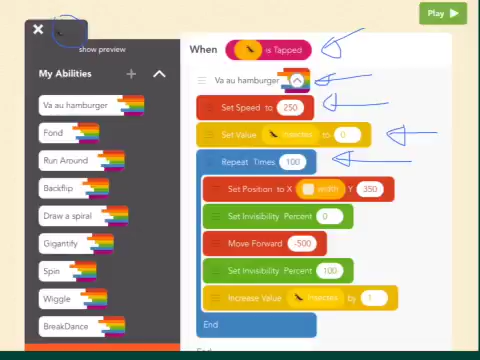 Play
When is Tapped
show preview
My Abilities
Va au hamburger
Va au hamburger
Set Speed to 250
Fond
Set Value Insectes to 0
Run Around
Repeat Times 100
Backflip
Set Position to X width Y 350
Draw a spiral
Set Invisibility Percent 0
Gigantify
Move Forward -500
Spin
Set Invisibility Percent 100
Wiggle
Increase Value Insectes by 1
BreakDance
End
End